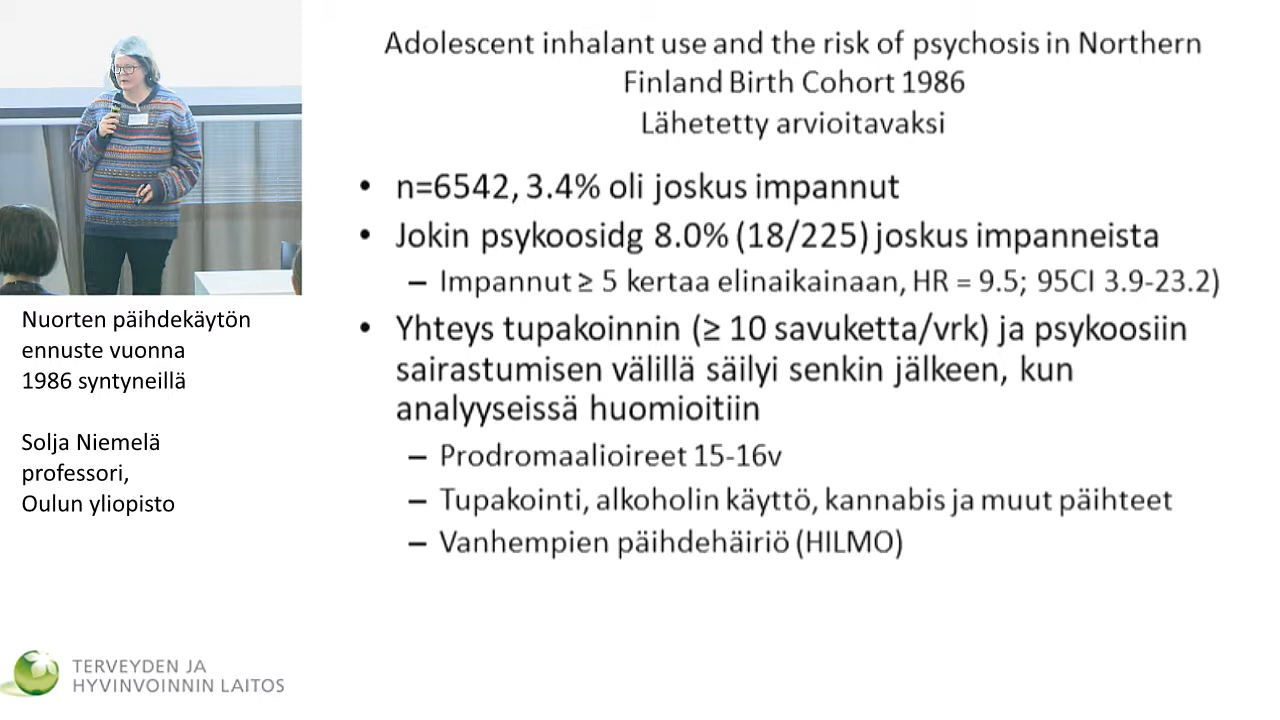 Adolescent inhalant use and the risk of psychosis in Northern
Finland Birth Cohort 1986
Lähetetty arvioitavaksi
• n=6542, 3.4% oli joskus impannut
• Jokin psykoosidg 8.0% (18/225) joskus impanneista
– Impannut ≥ 5 kertaa elinaikainaan, HR = 9.5; 95CI 3.9-23.2)
• Yhteys tupakoinnin (≥ 10 savuketta/vrk) ja psykoosiin
sairastumisen välillä säilyi senkin jälkeen, kun
analyyseissä huomioitiin
– Prodromaalioireet 15-16v
– Tupakointi, alkoholin käyttö, kannabis ja muut päihteet
– Vanhempien päihdehäiriö (HILMO)
Nuorten päihdekäytön
ennuste vuonna
1986 syntyneillä
Solja Niemelä
professori,
Oulun yliopisto
TERVEYDEN JA
HYVINVOINNIN LAITOS